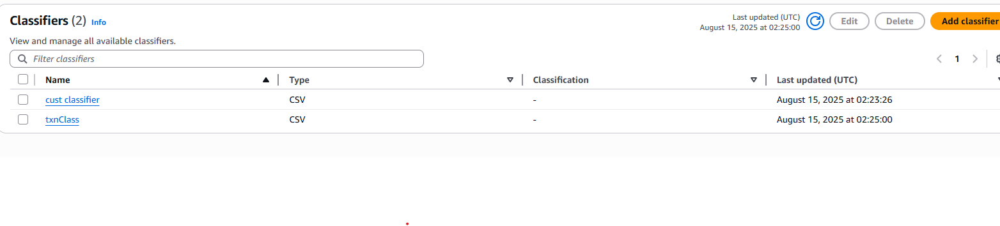 Classifiers (2) Info
Last updated (UTC)
August 15, 2025 at 02:25:00
Edit
Delete
Add classifier
View and manage all available classifiers.
Filter classifiers
1
Name Type Classification Last updated (UTC)
cust classifier CSV - August 15, 2025 at 02:23:26
txnClass CSV - August 15, 2025 at 02:25:00